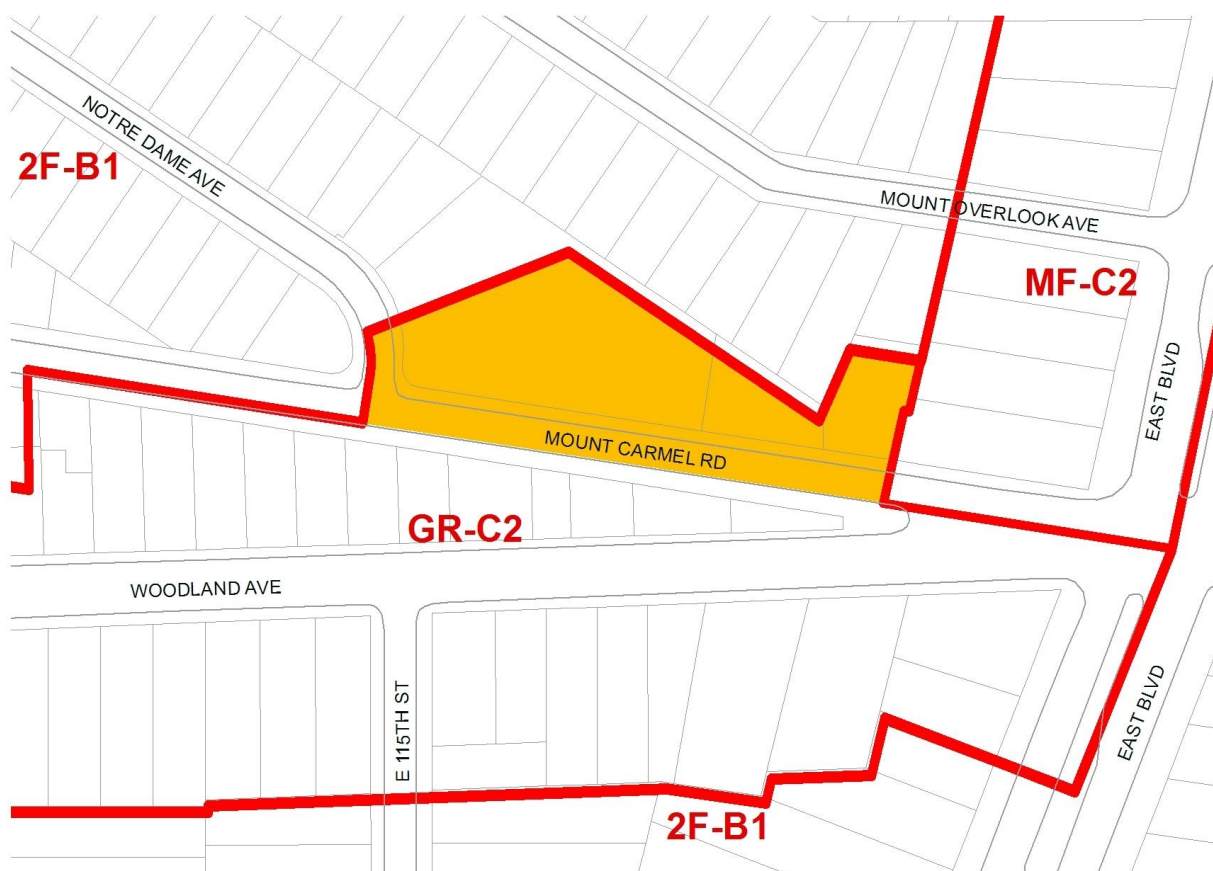 NOTRE DAME AVE
2F-B1
MOUNT OVERLOOK AVE
MF-C2
EAST BLVD
MOUNT CARMEL RD
GR-C2
WOODLAND AVE
E 115TH ST
EAST BLVD
2F-B1